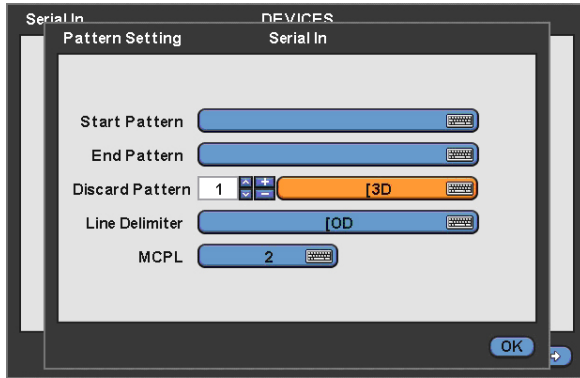 Serial In DEVICES
Pattern Setting Serial In
Start Pattern
End Pattern
Discard Pattern 1 [3D
Line Delimiter [OD
MCPL 2
OK